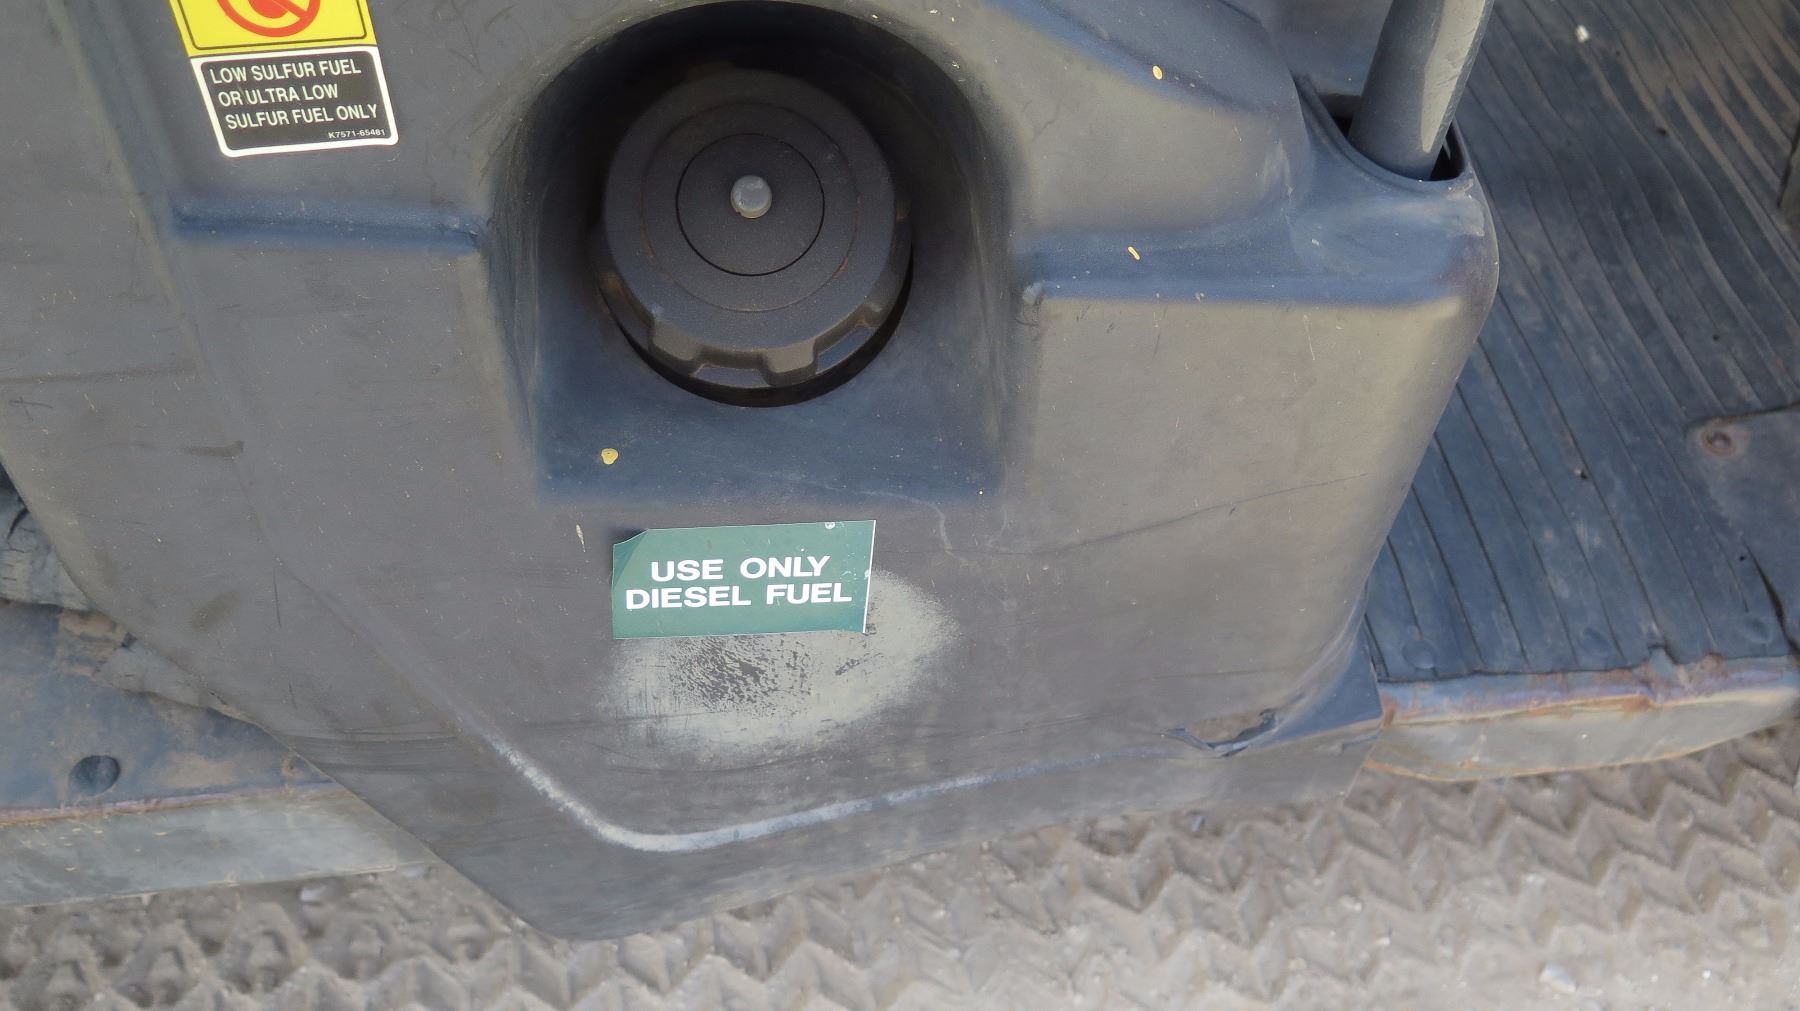 LOW SULFUR FUEL
OR ULTRA LOW
SULFUR FUEL ONLY
K7571-65481
USE ONLY
DIESEL FUEL